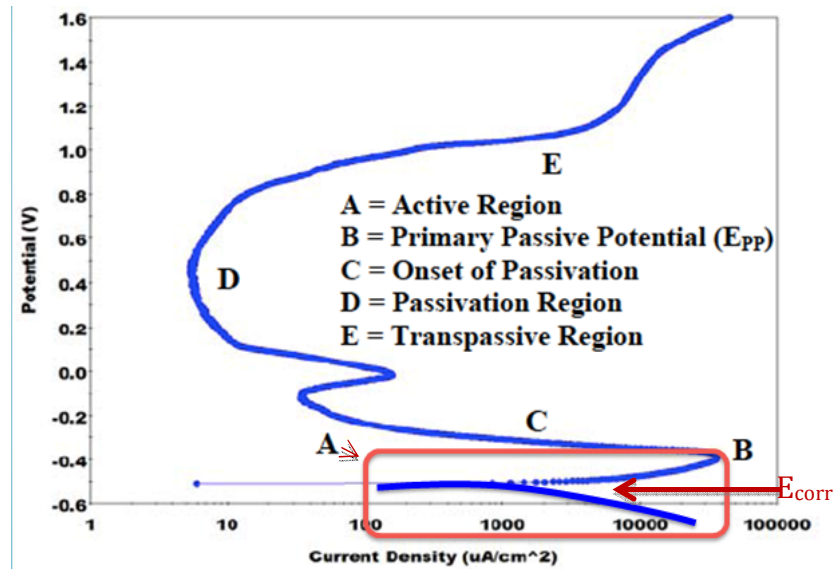 1.6
1.4
1.2
1.0
0.8
0.6
0.4
0.2
0.0
-0.2
-0.4
-0.6
Potential (V)
E
A = Active Region
B = Primary Passive Potential (EPP)
C = Onset of Passivation
D = Passivation Region
E = Transpassive Region
D
C
A
B
Ecorr
1 10 100 1000 10000 100000
Current Density (uA/cm^2)